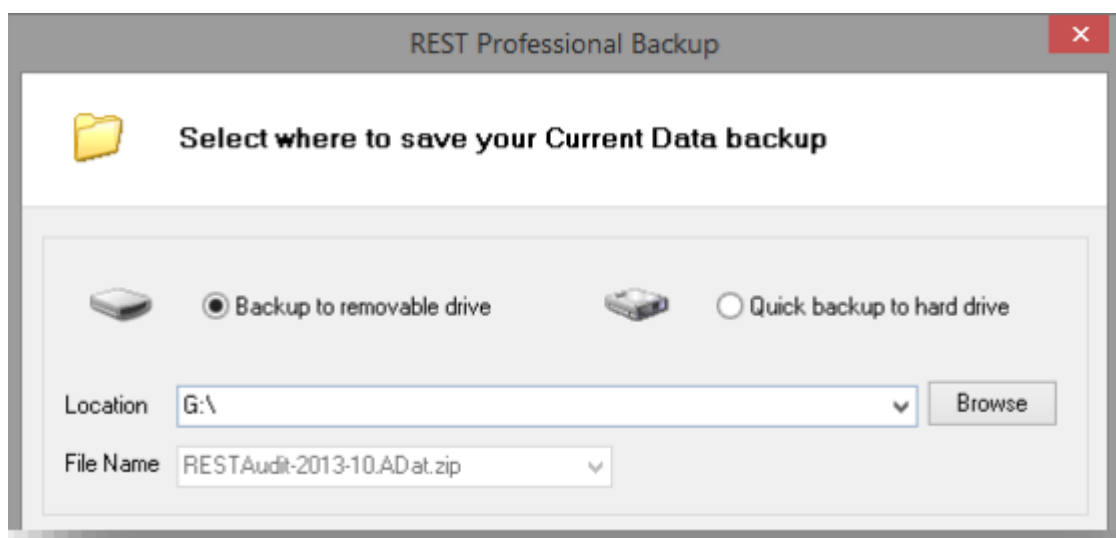 REST Professional Backup
Select where to save your Current Data backup
Backup to removable drive Quick backup to hard drive
Location G:\ Browse
File Name RESTAudit-2013-10.ADat.zip